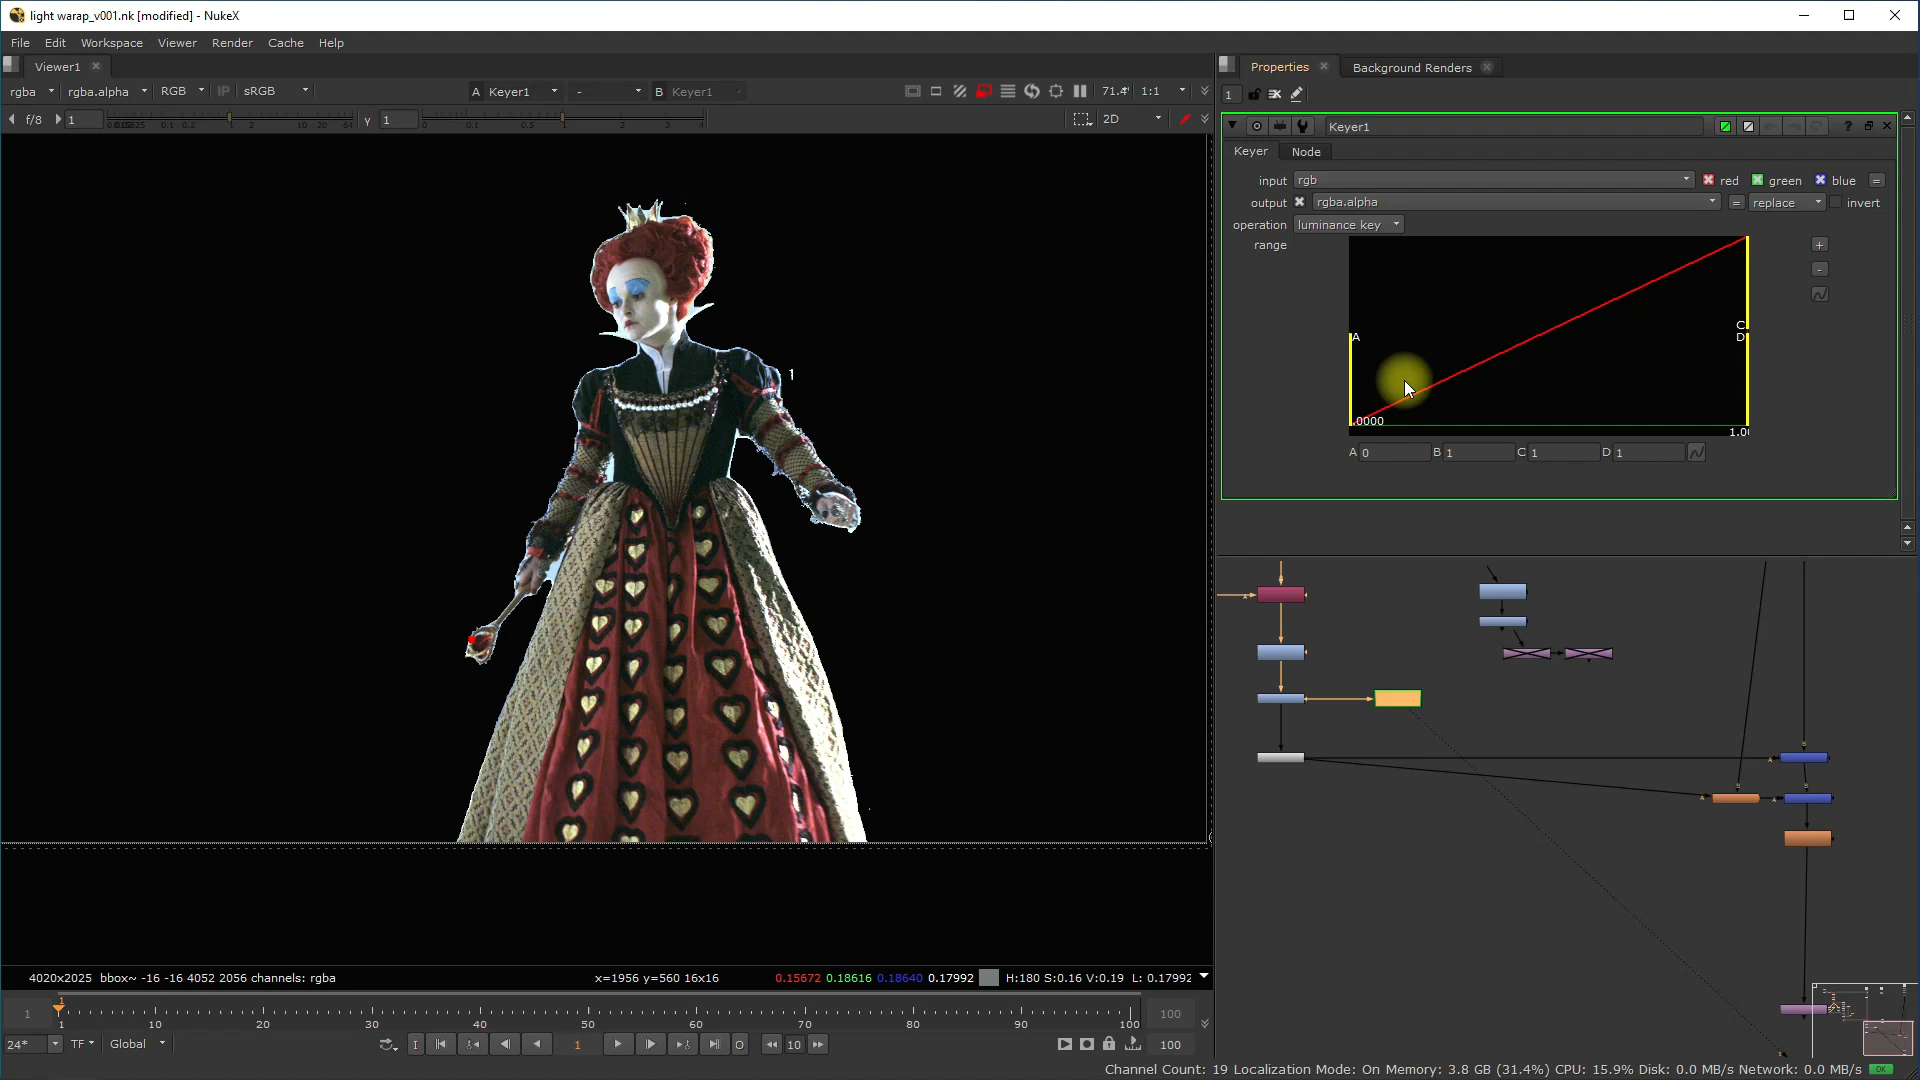 light warap_v001.nk [modified] - NukeX
File Edit Workspace Viewer Render Cache Help
Viewer1
Properties
Background Renders
rgba
rgba.alpha
RGB
IP
sRGB
A Keyer1
-
B Keyer1
1:1
1
f/8
1
y
1
2D
Keyer1
Keyer
Node
input rgb red green blue =
output rgba.alpha = replace invert
operation luminance key
range
+
-
A
C
D
.0000
A 0 B 1 C 1 D 1
1
4020x2025 bbox~ -16 -16 4052 2056 channels: rgba
x=1956 y=560 16x16
0.15672 0.18616 0.18640 0.17992
H:180 S:0.16 V:0.19 L: 0.17992
1
1
1 10 20 30 40 50 60 70 80 90 100
100
24*
TF
Global
I
1
O
10
100
Channel Count: 19 Localization Mode: On Memory: 3.8 GB (31.4%) CPU: 15.9% Disk: 0.0 MB/s Network: 0.0 MB/s
OK